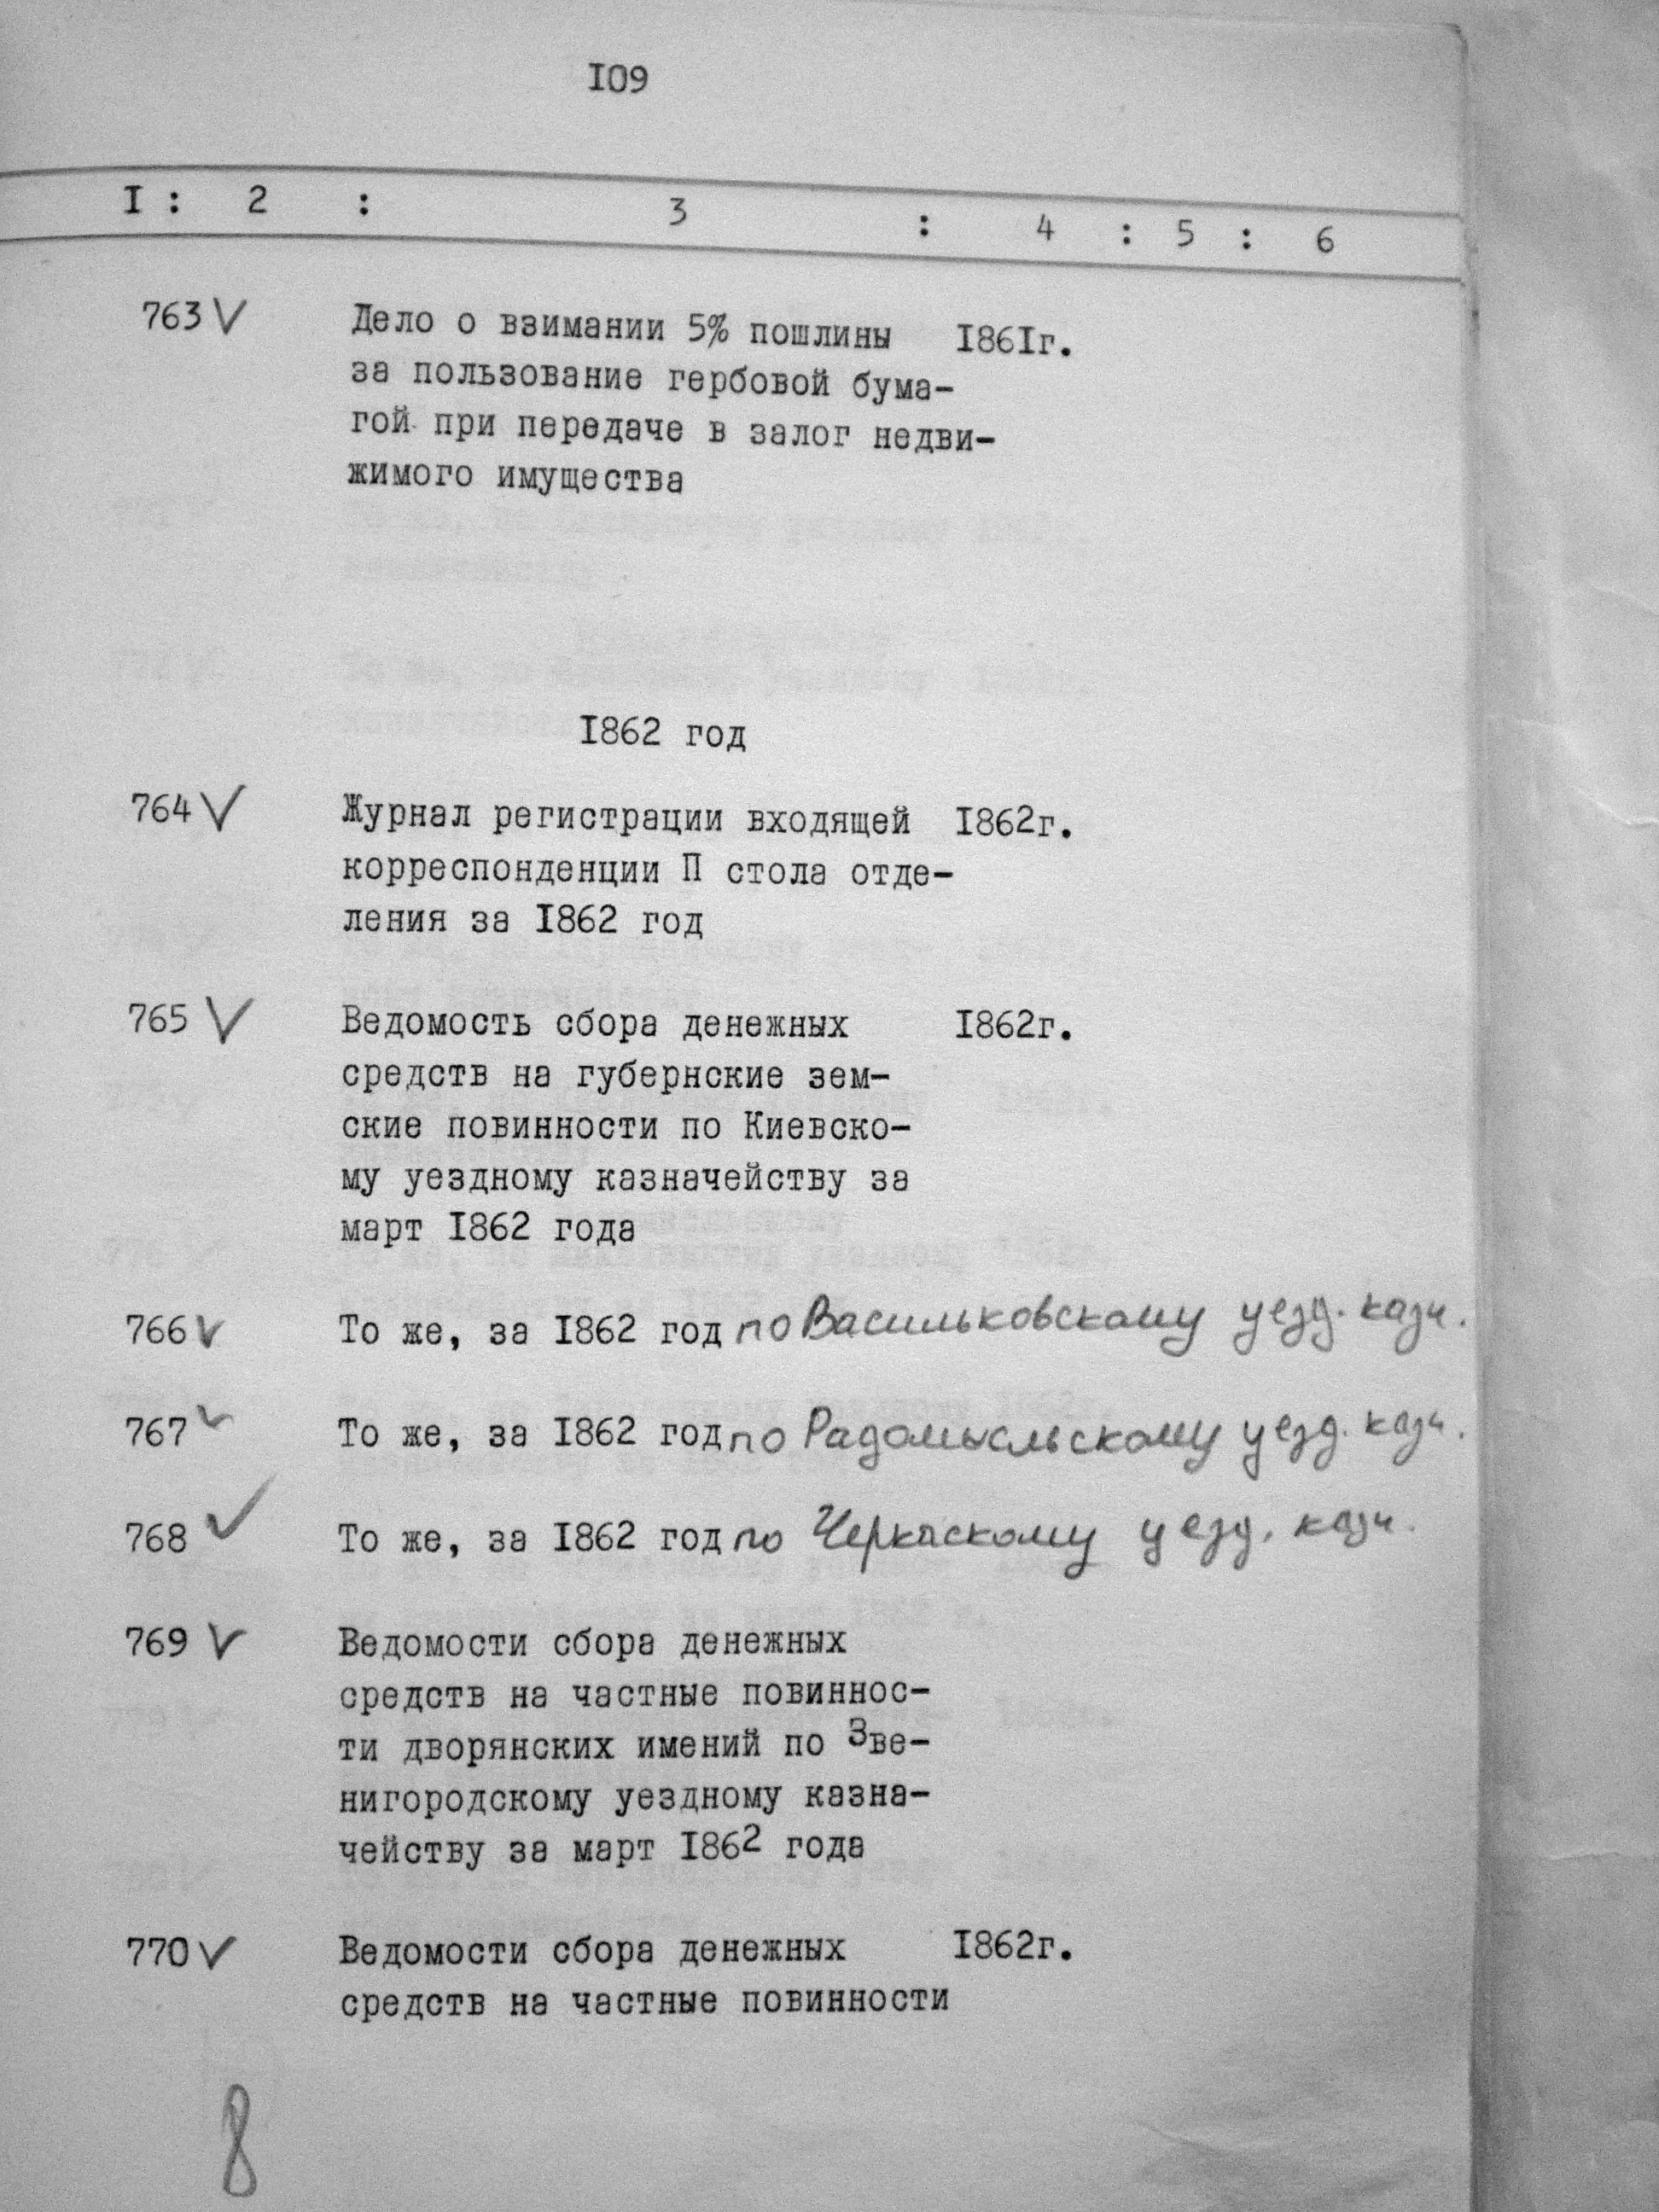 I09
I : 2 : 3 : 4 : 5 : 6
763 V Дело о взимании 5% пошлины I86Iг.
за пользование гербовой бума-
гой при передаче в залог недви-
жимого имущества
I862 год
764 V Журнал регистрации входящей I862г.
корреспонденции П стола отде-
ления за I862 год
765 V Ведомость сбора денежных I862г.
средств на губернские зем-
ские повинности по Киевско-
му уездному казначейству за
март I862 года
766 V То же, за I862 год по Васильковскому уезд. казн.
767 V То же, за I862 год по Радомысльскому уезд. казн.
768 V То же, за I862 год по Черкаскому уезд. казн.
769 V Ведомости сбора денежных
средств на частные повиннос-
ти дворянских имений по Зве-
нигородскому уездному казна-
чейству за март I862 года
770 V Ведомости сбора денежных I862г.
средств на частные повинности
8